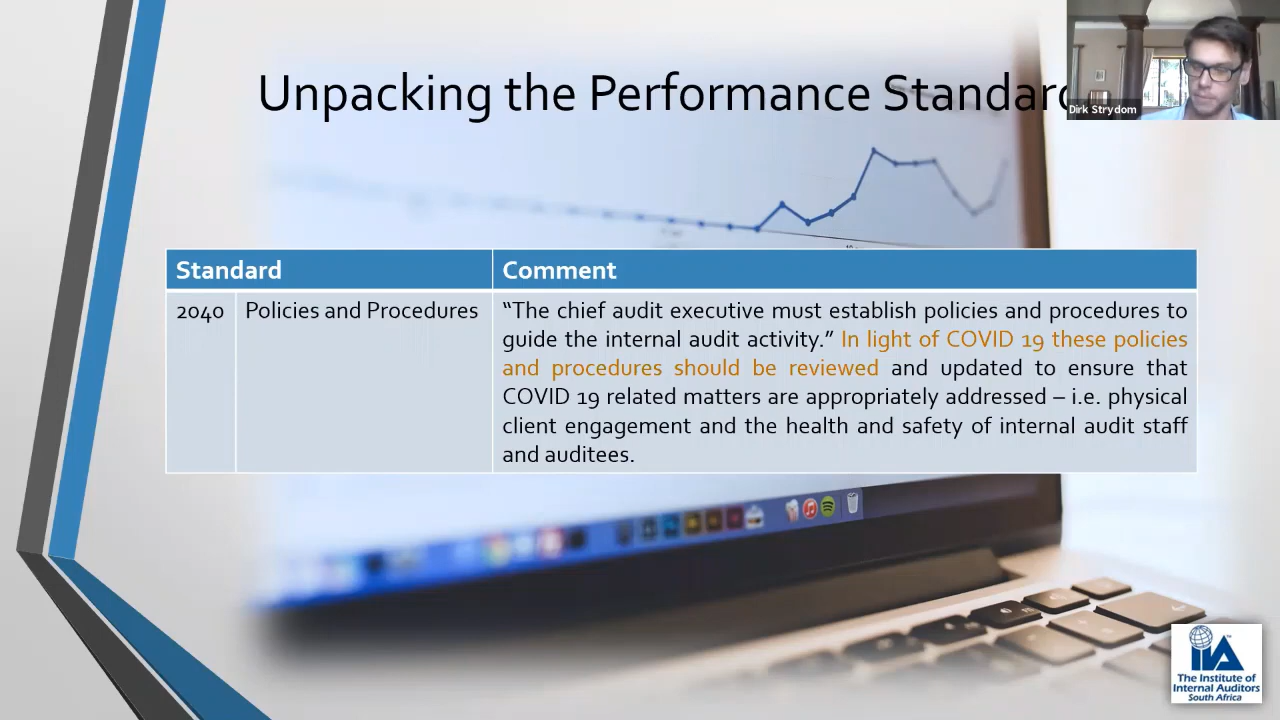 Unpacking the Performance Standard
Dirk Strydom
Standard
Comment
2040
Policies and Procedures
“The chief audit executive must establish policies and procedures to
guide the internal audit activity.” In light of COVID 19 these policies
and procedures should be reviewed and updated to ensure that
COVID 19 related matters are appropriately addressed – i.e. physical
client engagement and the health and safety of internal audit staff
and auditees.
IIA
The Institute of
Internal Auditors
South Africa